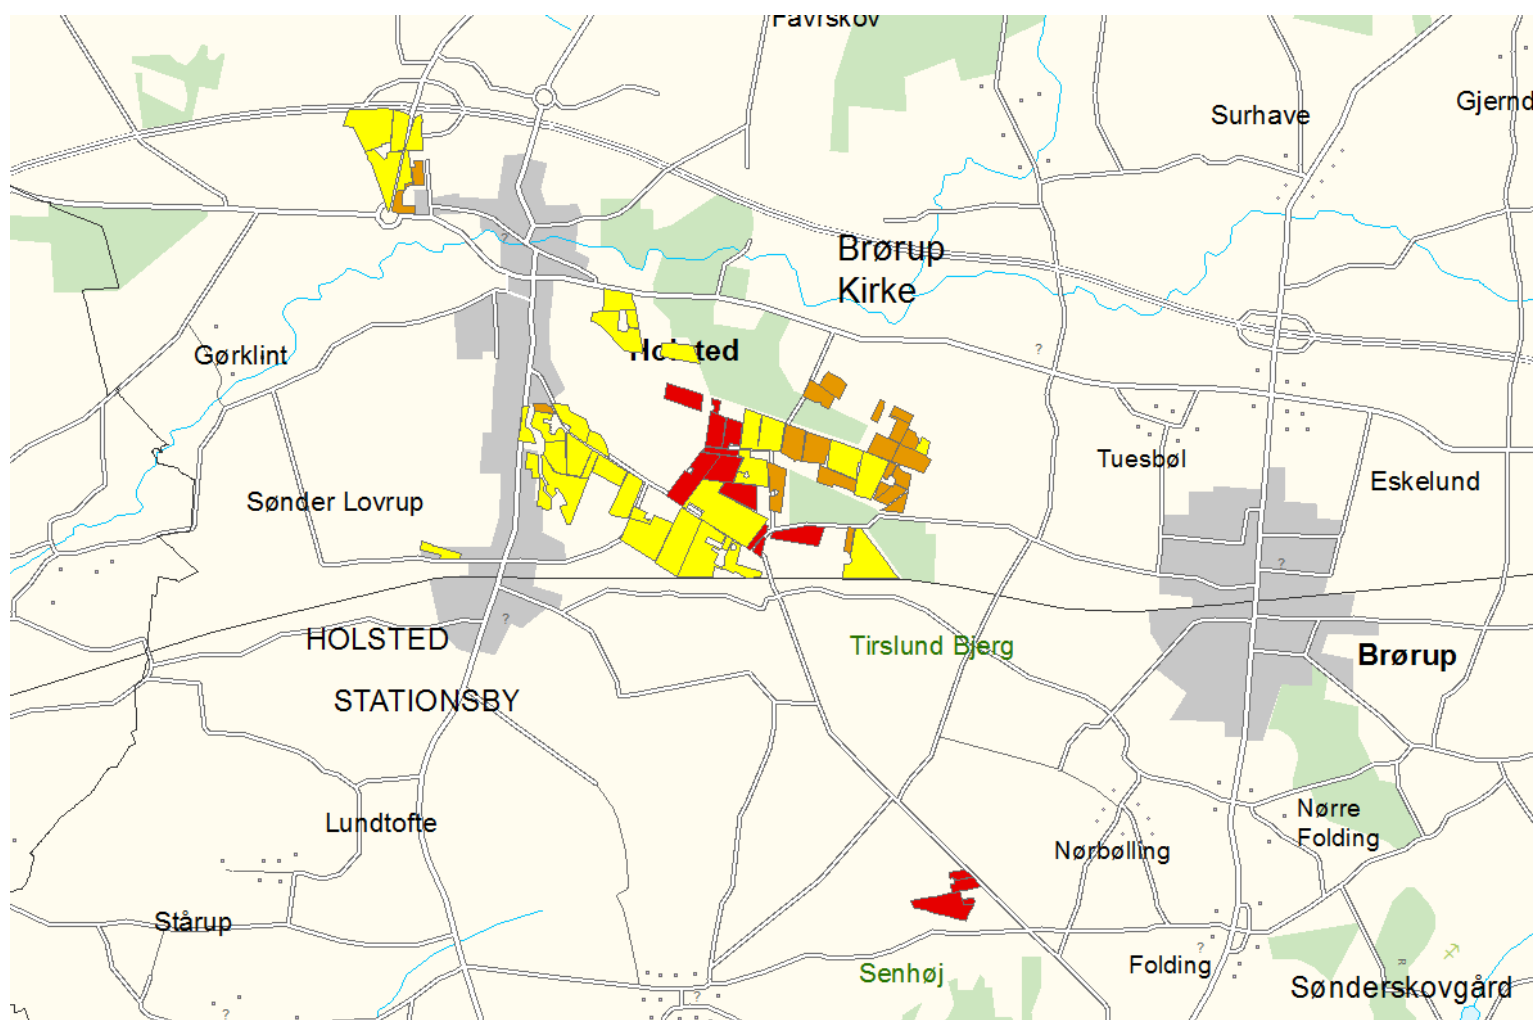 Favrskov
Surhave
Gjernd
Brørup
Kirke
Gørklint
Holsted
Tuesbøl
Eskelund
Sønder Lovrup
HOLSTED
Tirslund Bjerg
Brørup
STATIONSBY
Lundtofte
Nørre
Folding
Nørbølling
Stårup
Folding
Senhøj
Sønderskovgård